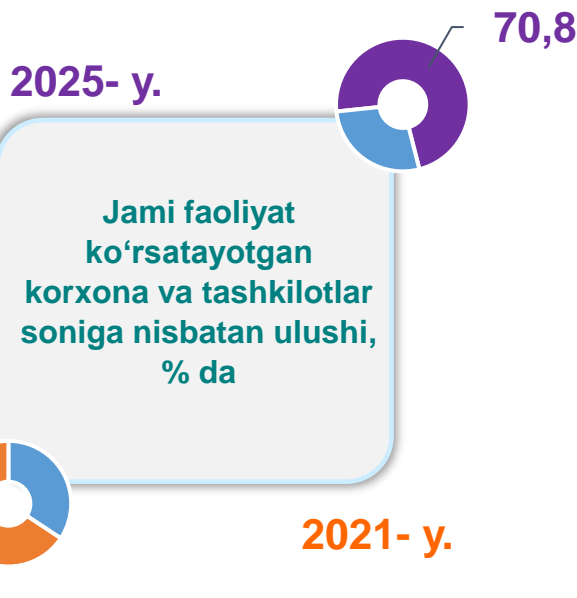 70,8
2025- y.
Jami faoliyat
ko‘rsatayotgan
korxona va tashkilotlar
soniga nisbatan ulushi,
% da
2021- y.